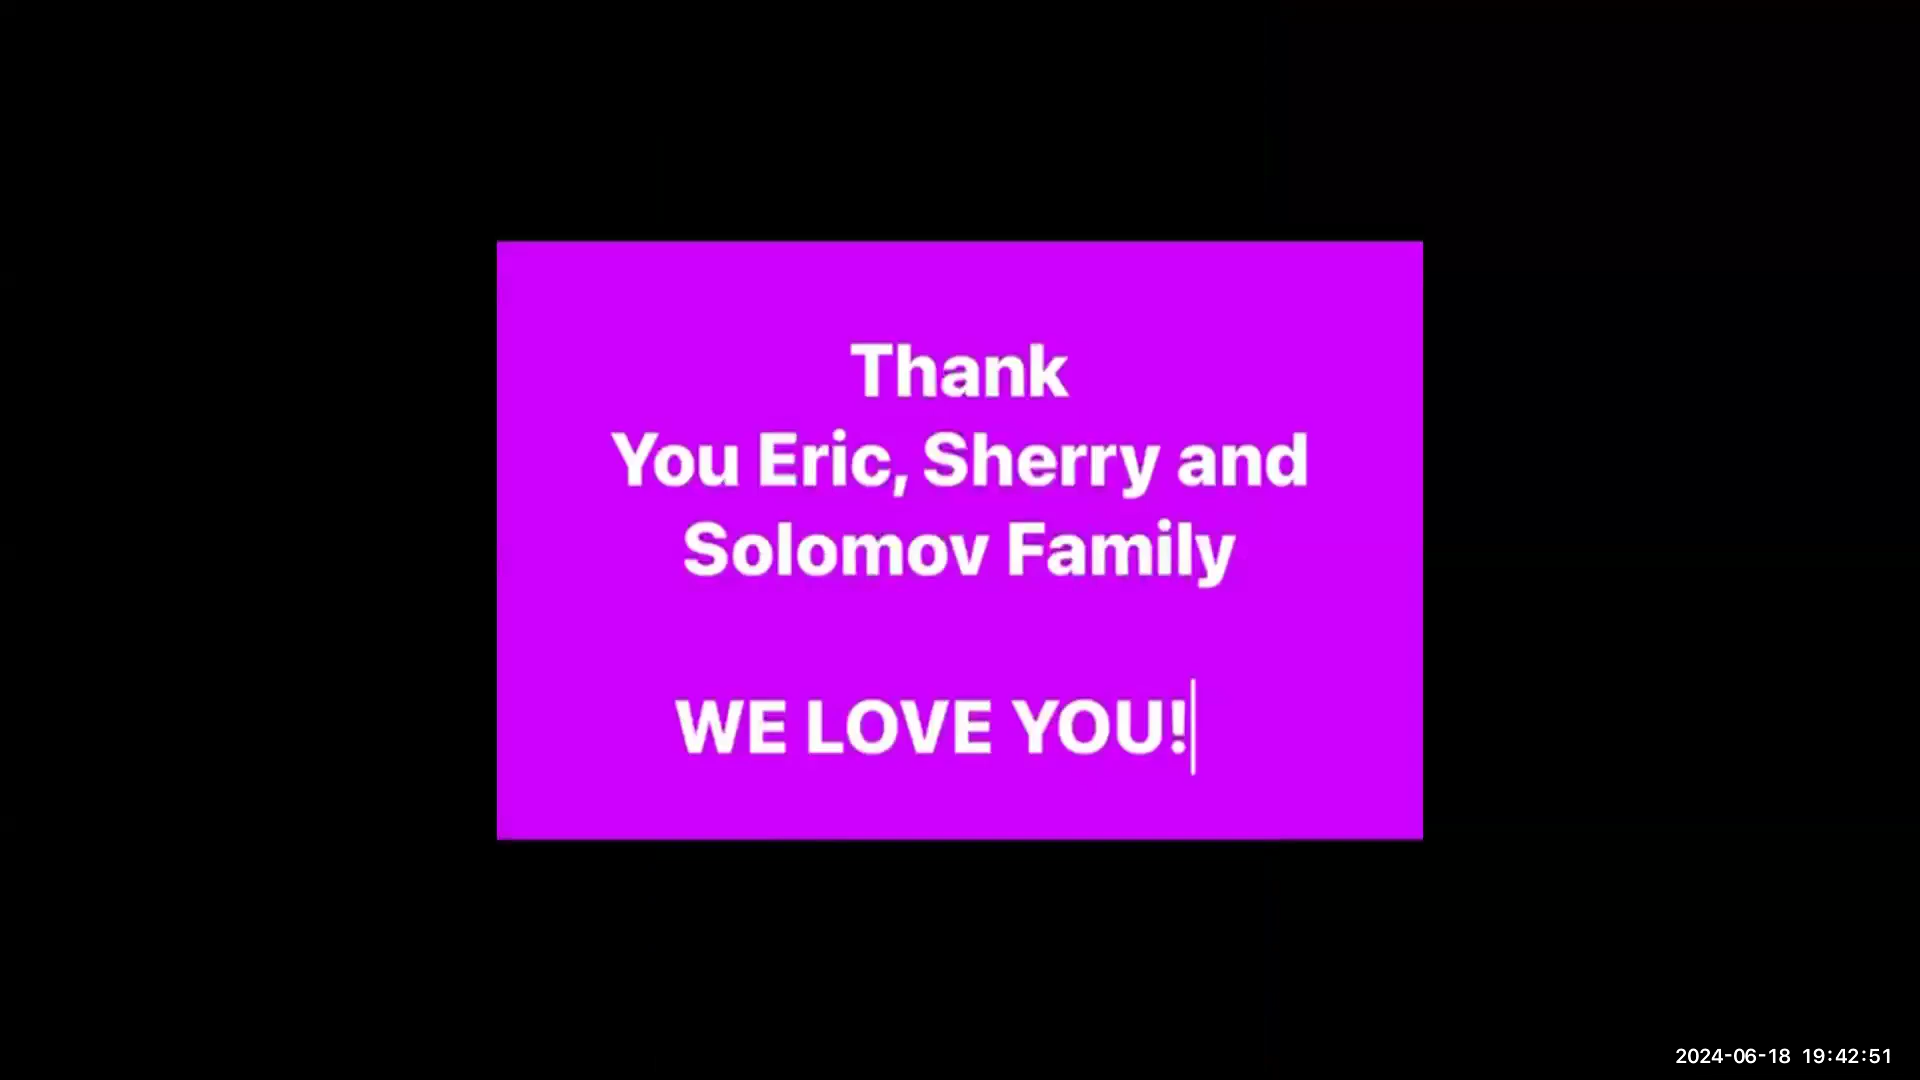 Thank
You Eric, Sherry and
Solomov Family
WE LOVE YOU!
2024-06-18 19:42:51